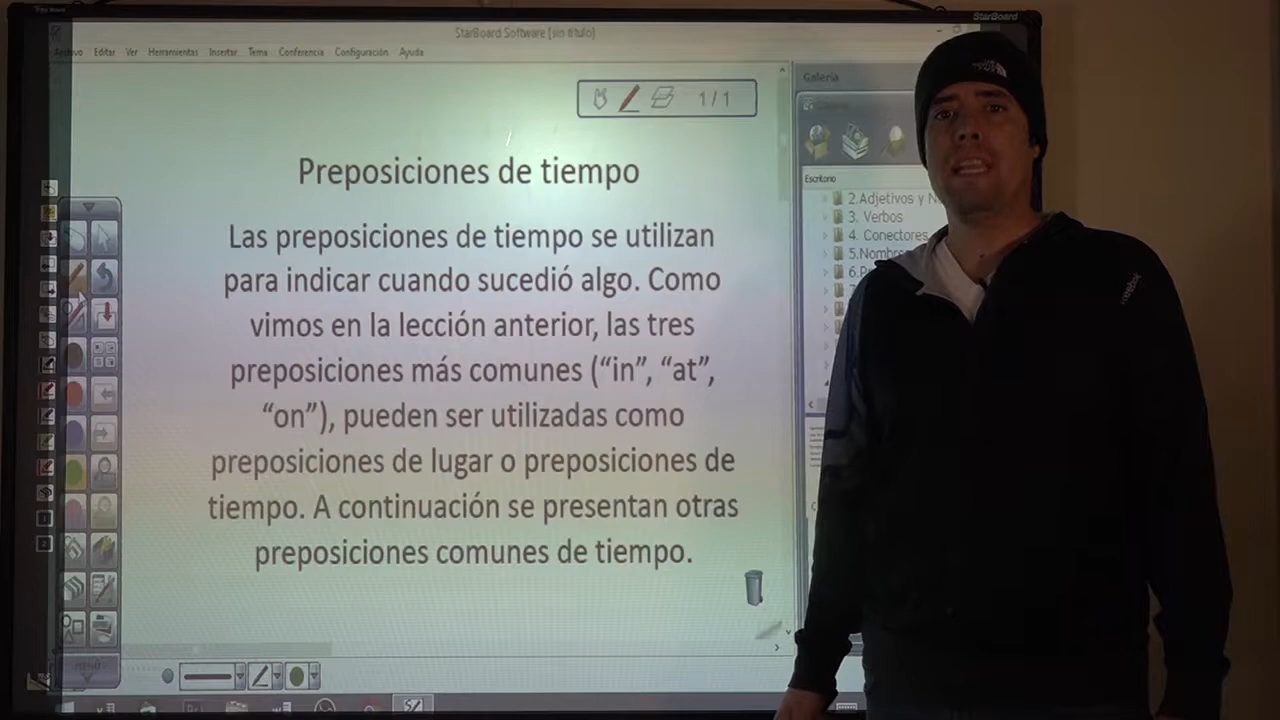 StarBoard
StarBoard Software [sin título]
Archivo Editar Ver Herramientas Insertar Tema Conferencia Configuración Ayuda
Galería
1/1
Escritorio
2.Adjetivos y
3. Verbos
4. Conectores
Preposiciones de tiempo
Las preposiciones de tiempo se utilizan
para indicar cuando sucedió algo. Como
vimos en la lección anterior, las tres
preposiciones más comunes (“in”, “at”,
“on”), pueden ser utilizadas como
preposiciones de lugar o preposiciones de
tiempo. A continuación se presentan otras
preposiciones comunes de tiempo.
Reebok